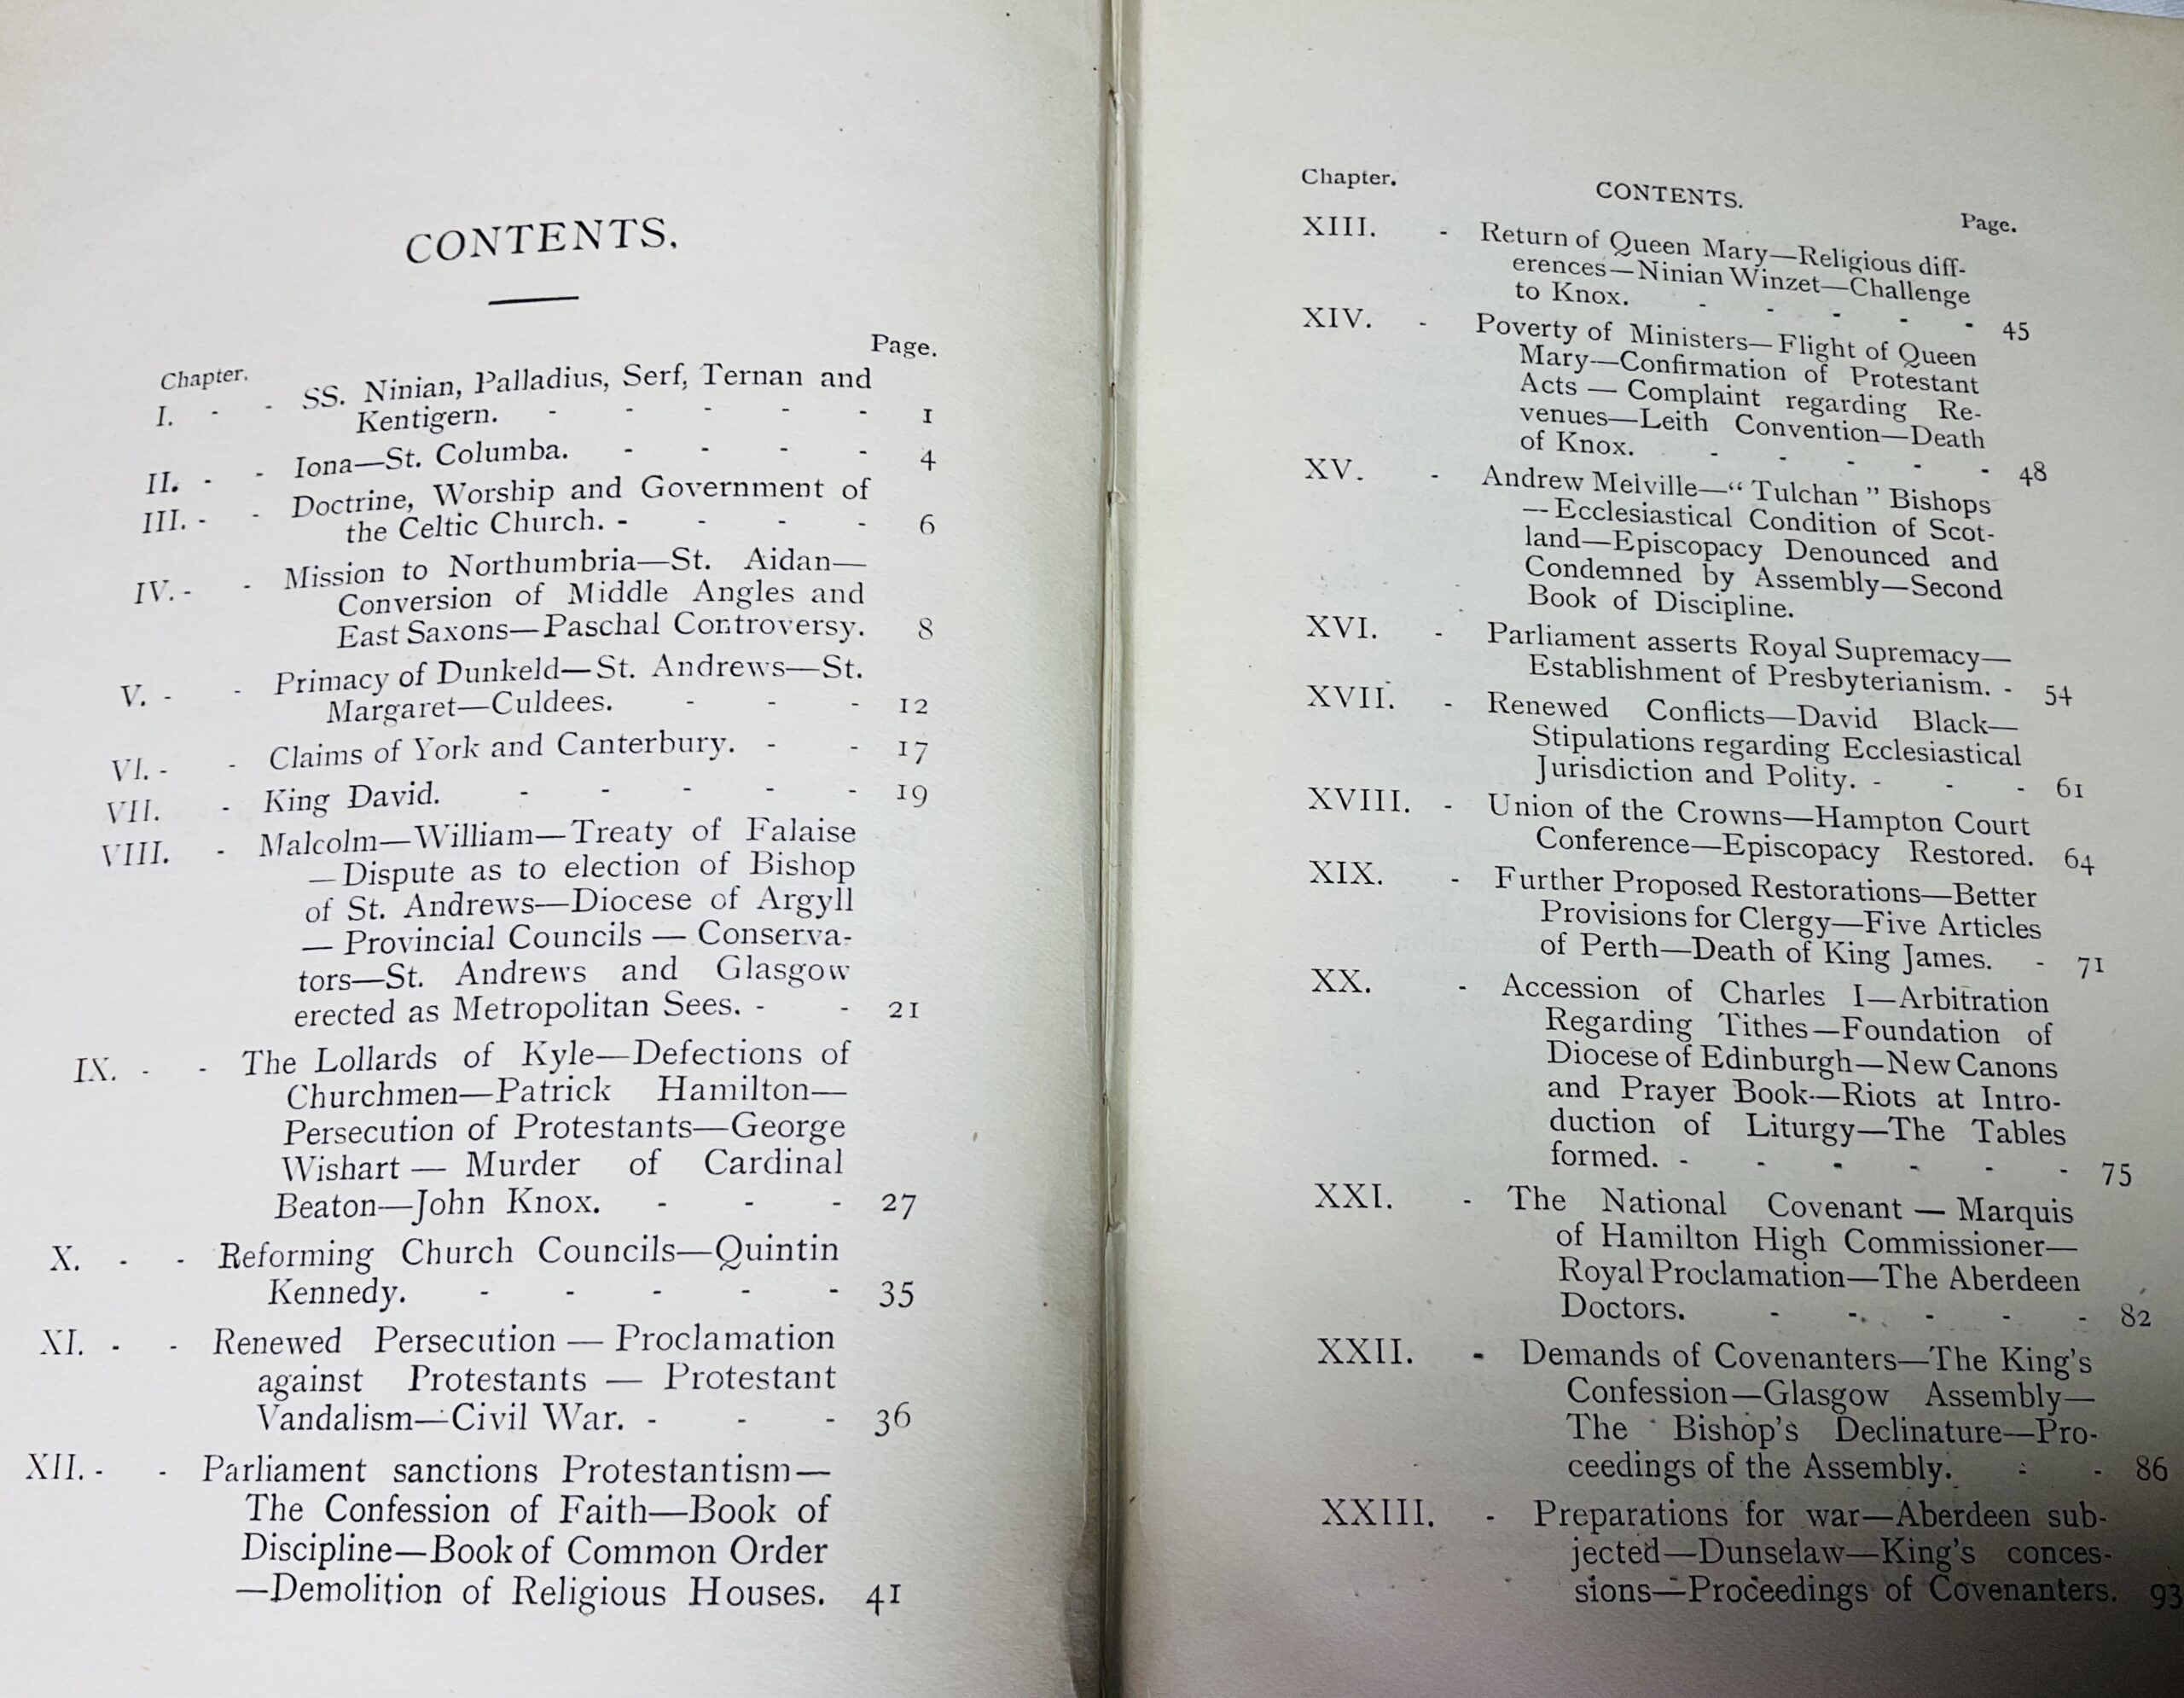 CONTENTS.
Page.
Chapter.
I. - - SS. Ninian, Palladius, Serf, Ternan and
Kentigern. - - - - - 1
II. - - Iona—St. Columba. - - - - 4
III. - - Doctrine, Worship and Government of
the Celtic Church. - - - - 6
IV. - - Mission to Northumbria—St. Aidan—
Conversion of Middle Angles and
East Saxons—Paschal Controversy. 8
V. - - Primacy of Dunkeld—St. Andrews—St.
Margaret—Culdees. - - - 12
VI. - - Claims of York and Canterbury. - - 17
VII. - King David. - - - - - 19
VIII. - Malcolm—William—Treaty of Falaise
—Dispute as to election of Bishop
of St. Andrews—Diocese of Argyll
— Provincial Councils — Conserva-
tors—St. Andrews and Glasgow
erected as Metropolitan Sees. - - 21
IX. - - The Lollards of Kyle—Defections of
Churchmen—Patrick Hamilton—
Persecution of Protestants—George
Wishart — Murder of Cardinal
Beaton—John Knox. - - - 27
X. - - Reforming Church Councils—Quintin
Kennedy. - - - - - 35
XI. - - Renewed Persecution — Proclamation
against Protestants — Protestant
Vandalism—Civil War. - - - 36
XII. - - Parliament sanctions Protestantism—
The Confession of Faith—Book of
Discipline—Book of Common Order
—Demolition of Religious Houses. 41
CONTENTS.
Chapter. Page.
XIII. - Return of Queen Mary—Religious diff-
erences—Ninian Winzet—Challenge
to Knox. - - - - - 45
XIV. - Poverty of Ministers—Flight of Queen
Mary—Confirmation of Protestant
Acts — Complaint regarding Re-
venues—Leith Convention—Death
of Knox. - - - - - 48
XV. - Andrew Melville—“ Tulchan ” Bishops
—Ecclesiastical Condition of Scot-
land—Episcopacy Denounced and
Condemned by Assembly—Second
Book of Discipline.
XVI. - Parliament asserts Royal Supremacy—
Establishment of Presbyterianism. - 54
XVII. - Renewed Conflicts—David Black—
Stipulations regarding Ecclesiastical
Jurisdiction and Polity. - - - 61
XVIII. - Union of the Crowns—Hampton Court
Conference—Episcopacy Restored. 64
XIX. - Further Proposed Restorations—Better
Provisions for Clergy—Five Articles
of Perth—Death of King James. - 71
XX. - Accession of Charles I—Arbitration
Regarding Tithes—Foundation of
Diocese of Edinburgh—New Canons
and Prayer Book—Riots at Intro-
duction of Liturgy—The Tables
formed. - - - - - - 75
XXI. - The National Covenant — Marquis
of Hamilton High Commissioner—
Royal Proclamation—The Aberdeen
Doctors. - - - - - 82
XXII. - Demands of Covenanters—The King's
Confession—Glasgow Assembly—
The Bishop's Declinature—Pro-
ceedings of the Assembly. - - 86
XXIII. - Preparations for war—Aberdeen sub-
jected—Dunselaw—King's conces-
sions—Proceedings of Covenanters. 93